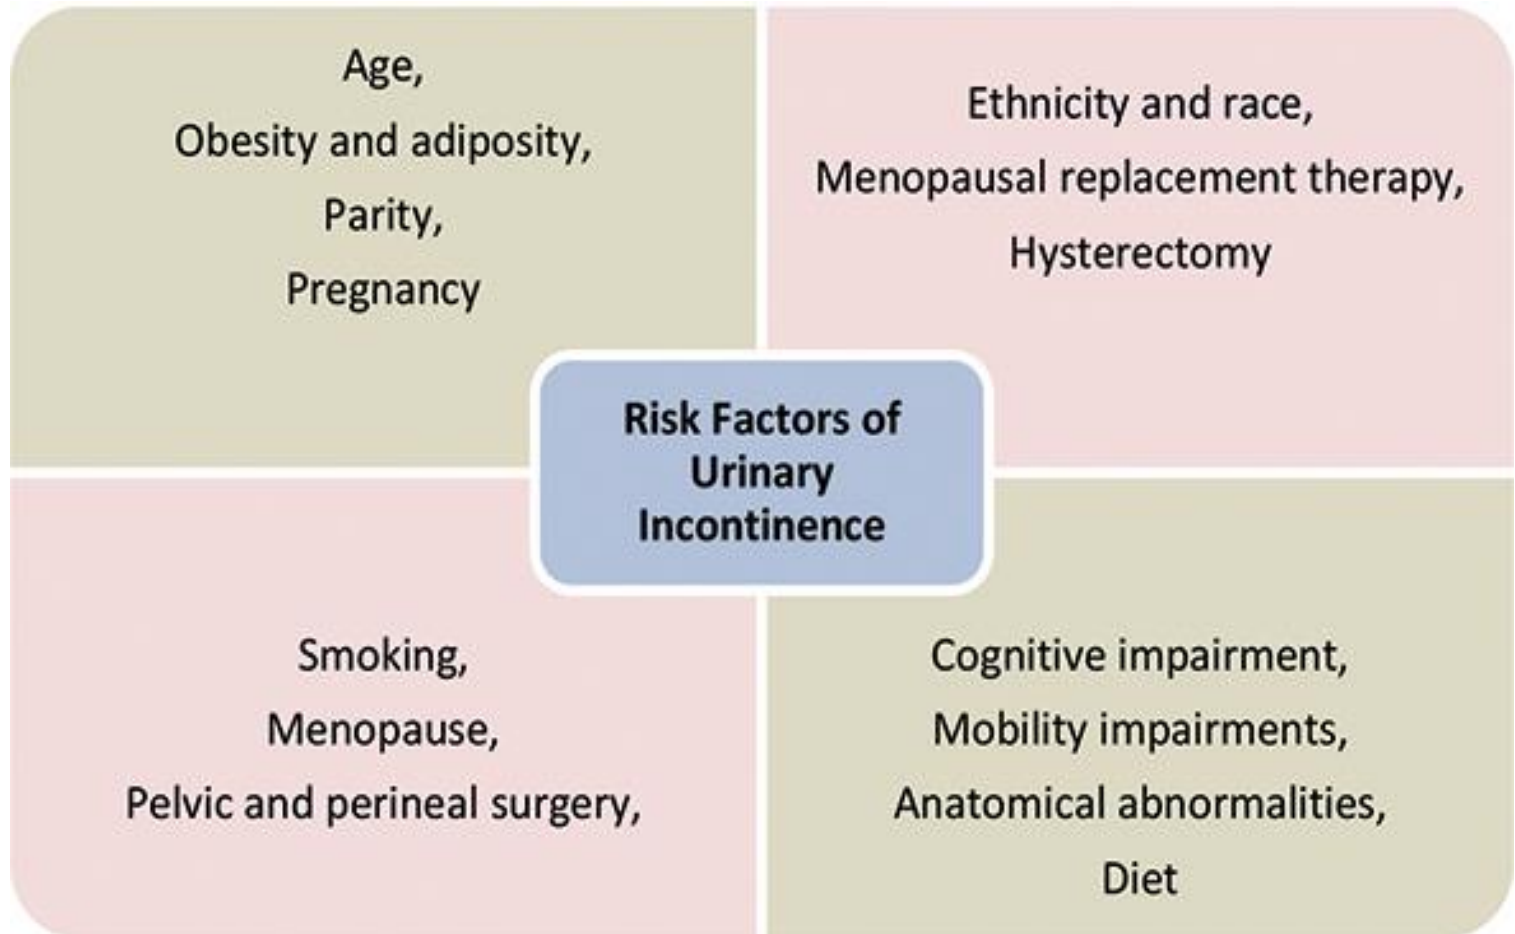 Age,
Obesity and adiposity,
Parity,
Pregnancy
Ethnicity and race,
Menopausal replacement therapy,
Hysterectomy
Risk Factors of
Urinary
Incontinence
Smoking,
Menopause,
Pelvic and perineal surgery,
Cognitive impairment,
Mobility impairments,
Anatomical abnormalities,
Diet